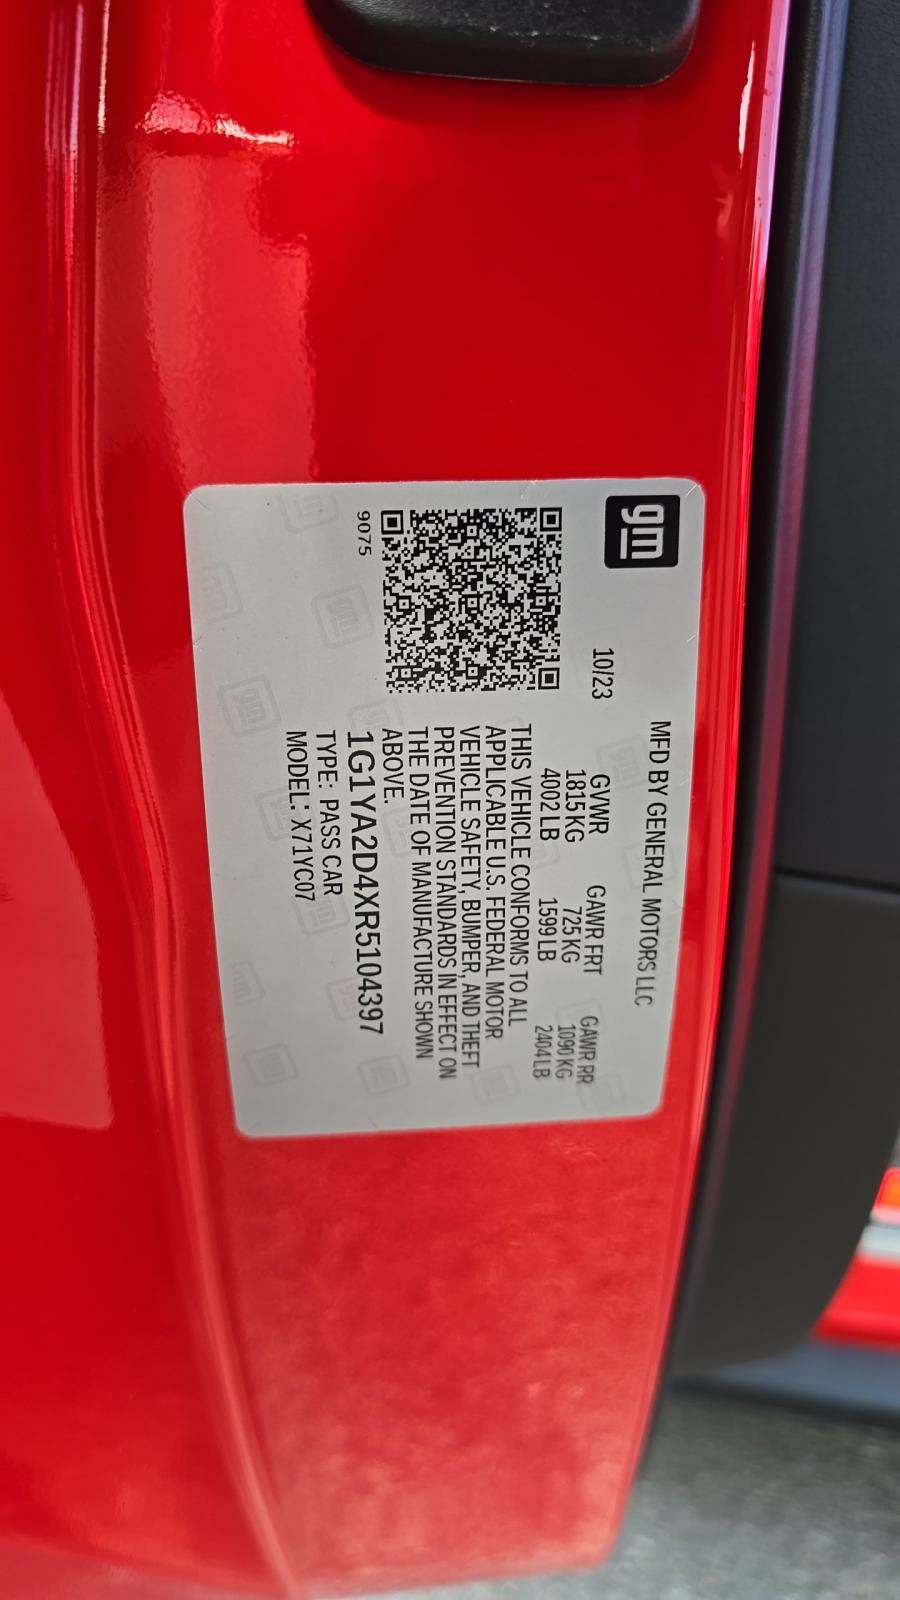 gm
MFD BY GENERAL MOTORS LLC
10/23
GVWR GAWR FRT GAWR RR
1815 KG 725 KG 1090 KG
4002 LB 1599 LB 2404 LB
THIS VEHICLE CONFORMS TO ALL
APPLICABLE U.S. FEDERAL MOTOR
VEHICLE SAFETY, BUMPER, AND THEFT
PREVENTION STANDARDS IN EFFECT ON
THE DATE OF MANUFACTURE SHOWN
ABOVE.
1G1YA2D4XR5104397
TYPE: PASS CAR
MODEL: X71YC07
9075